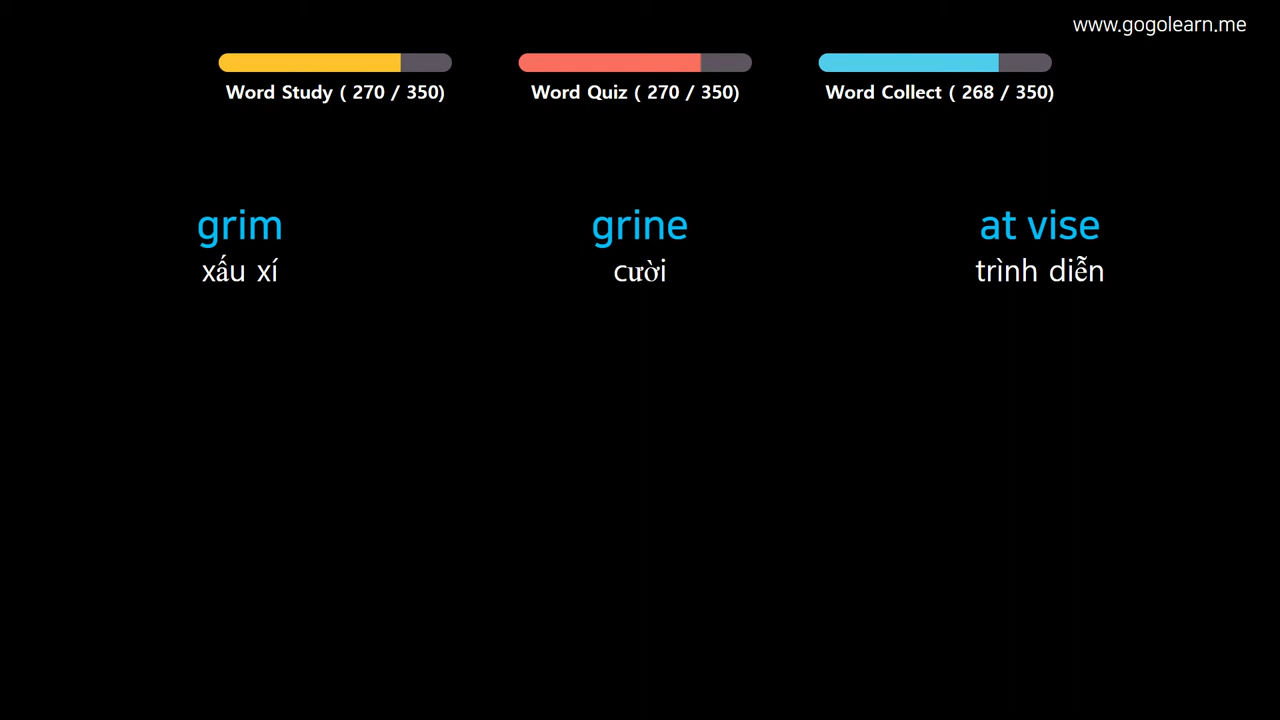 www.gogolearn.me
Word Study ( 270 / 350)
Word Quiz ( 270 / 350)
Word Collect ( 268 / 350)
grim
xấu xí
grine
cười
at vise
trình diễn